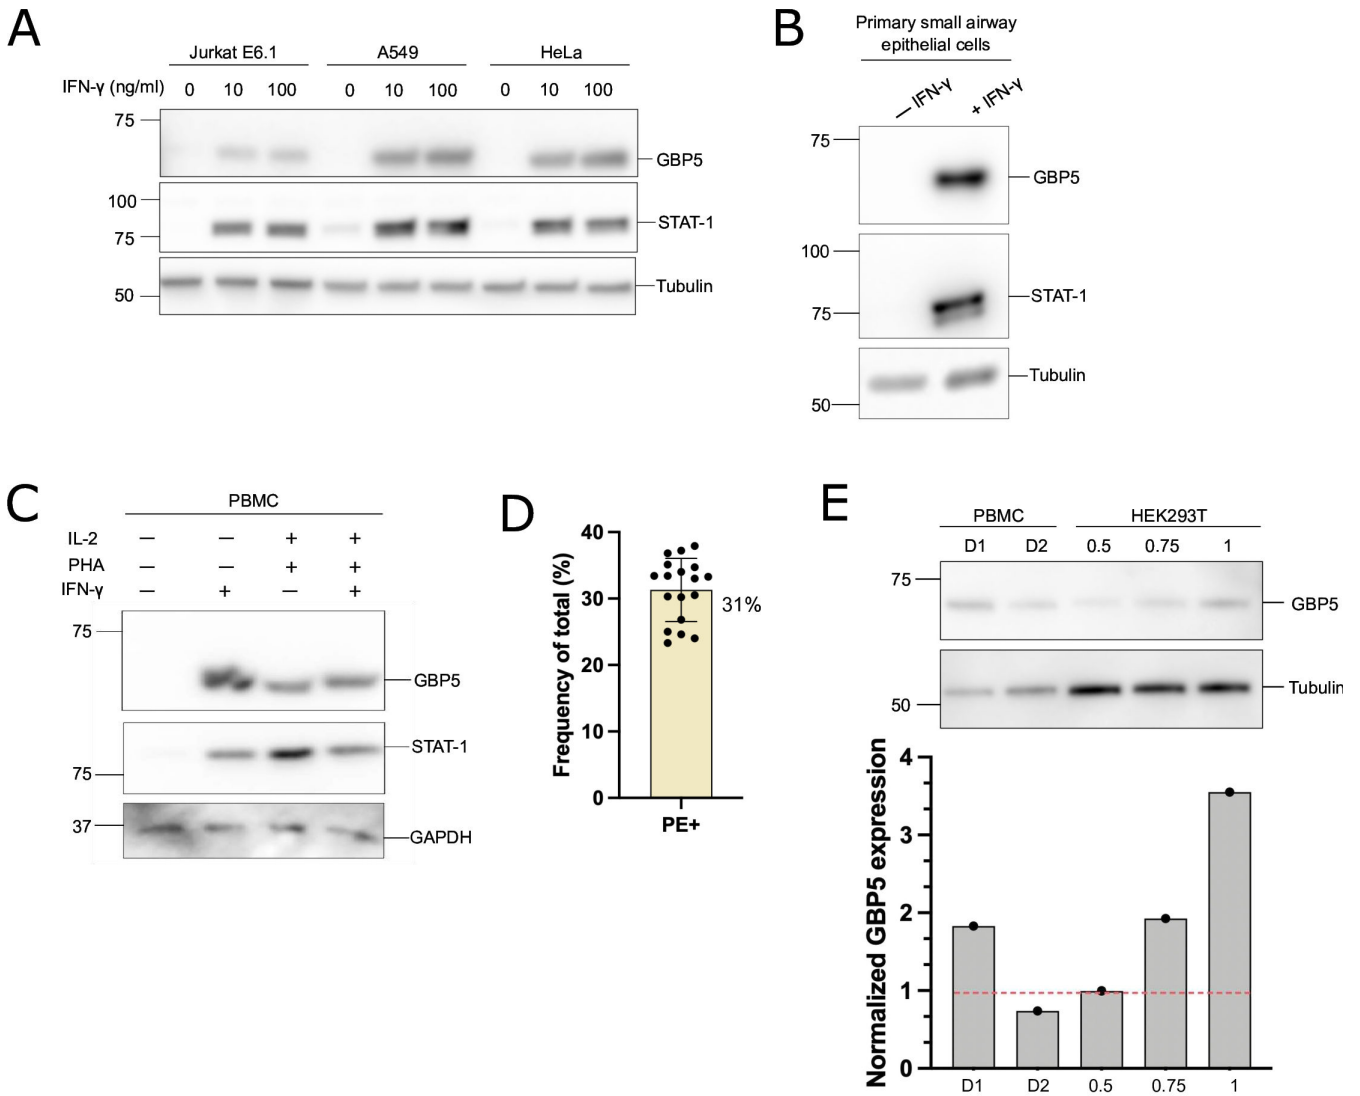 A
Jurkat E6.1 A549 HeLa
IFN-γ (ng/ml) 0 10 100 0 10 100 0 10 100
75
GBP5
100
STAT-1
75
Tubulin
50
B
Primary small airway
epithelial cells
— IFN-γ + IFN-γ
75
GBP5
100
STAT-1
75
Tubulin
50
C
PBMC
IL-2 — — + +
PHA — — + +
IFN-γ — + — +
75
GBP5
STAT-1
75
37
GAPDH
D
Frequency of total (%)
40
30
20
10
0
31%
PE+
E
PBMC HEK293T
D1 D2 0.5 0.75 1
75
GBP5
Tubulin
50
Normalized GBP5 expression
4
3
2
1
0
D1 D2 0.5 0.75 1